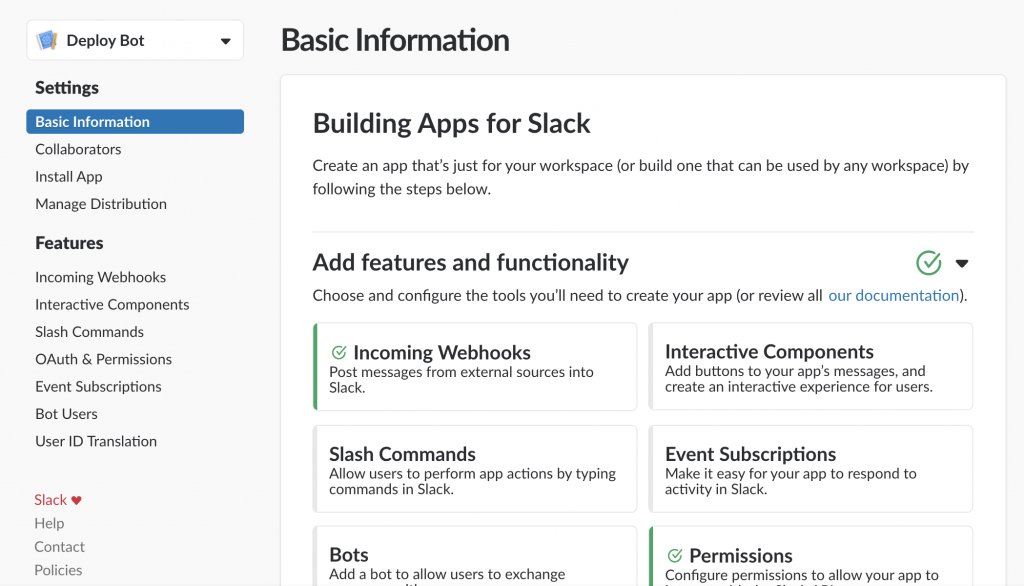 Deploy Bot
Settings
Basic Information
Collaborators
Install App
Manage Distribution
Features
Incoming Webhooks
Interactive Components
Slash Commands
OAuth & Permissions
Event Subscriptions
Bot Users
User ID Translation
Slack
Help
Contact
Policies
Basic Information
Building Apps for Slack
Create an app that’s just for your workspace (or build one that can be used by any workspace) by
following the steps below.
Add features and functionality
Choose and configure the tools you’ll need to create your app (or review all our documentation).
Incoming Webhooks
Post messages from external sources into
Slack.
Interactive Components
Add buttons to your app’s messages, and
create an interactive experience for users.
Slash Commands
Allow users to perform app actions by typing
commands in Slack.
Event Subscriptions
Make it easy for your app to respond to
activity in Slack.
Bots
Add a bot to allow users to exchange
Permissions
Configure permissions to allow your app to